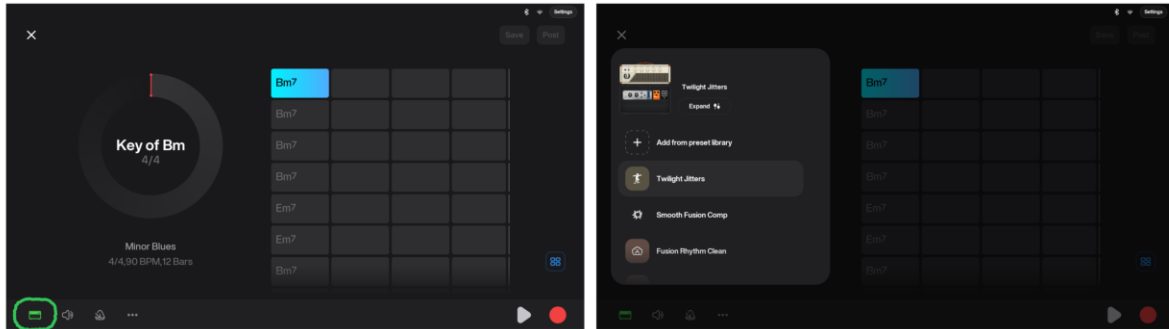 Settings
Save Post
Bm7
Bm7
Bm7
Bm7
Em7
Em7
Bm7
Key of Bm
4/4
Minor Blues
4/4,90 BPM,12 Bars
Settings
Save Post
Twilight Jitters
Expand
Add from preset library
Twilight Jitters
Smooth Fusion Comp
Fusion Rhythm Clean
Bm7
Bm7
Bm7
Bm7
Em7
Em7
Bm7